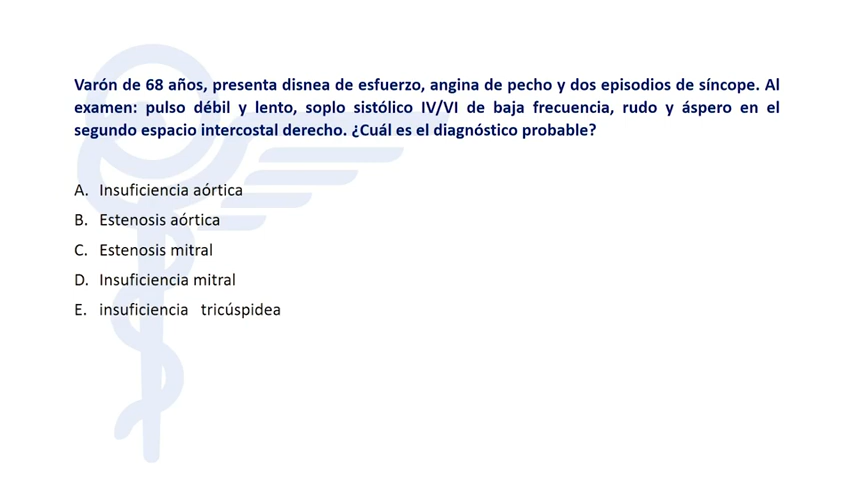 Varón de 68 años, presenta disnea de esfuerzo, angina de pecho y dos episodios de síncope. Al
examen: pulso débil y lento, soplo sistólico IV/VI de baja frecuencia, rudo y áspero en el
segundo espacio intercostal derecho. ¿Cuál es el diagnóstico probable?
A. Insuficiencia aórtica
B. Estenosis aórtica
C. Estenosis mitral
D. Insuficiencia mitral
E. insuficiencia tricúspidea